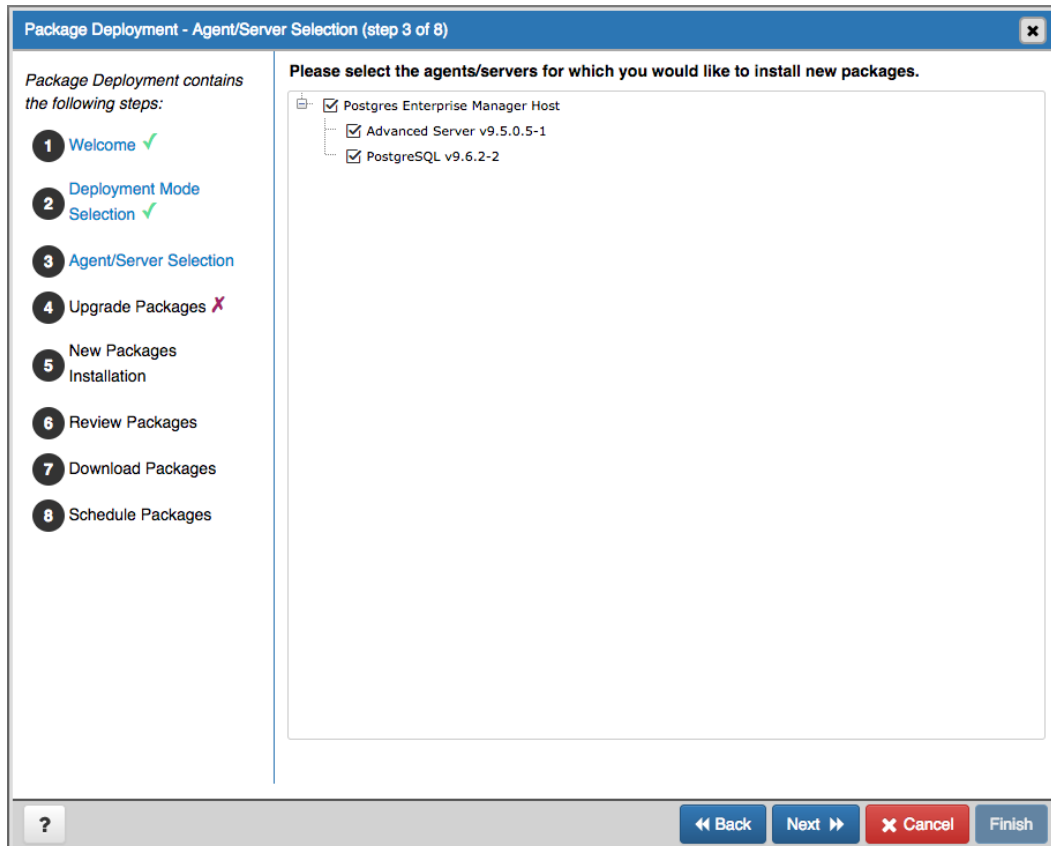 Package Deployment - Agent/Server Selection (step 3 of 8)
Package Deployment contains
the following steps:
1 Welcome
2 Deployment Mode
Selection
3 Agent/Server Selection
4 Upgrade Packages ✗
5 New Packages
Installation
6 Review Packages
7 Download Packages
8 Schedule Packages
Please select the agents/servers for which you would like to install new packages.
Postgres Enterprise Manager Host
Advanced Server v9.5.0.5-1
PostgreSQL v9.6.2-2
?
Back
Next
Cancel
Finish